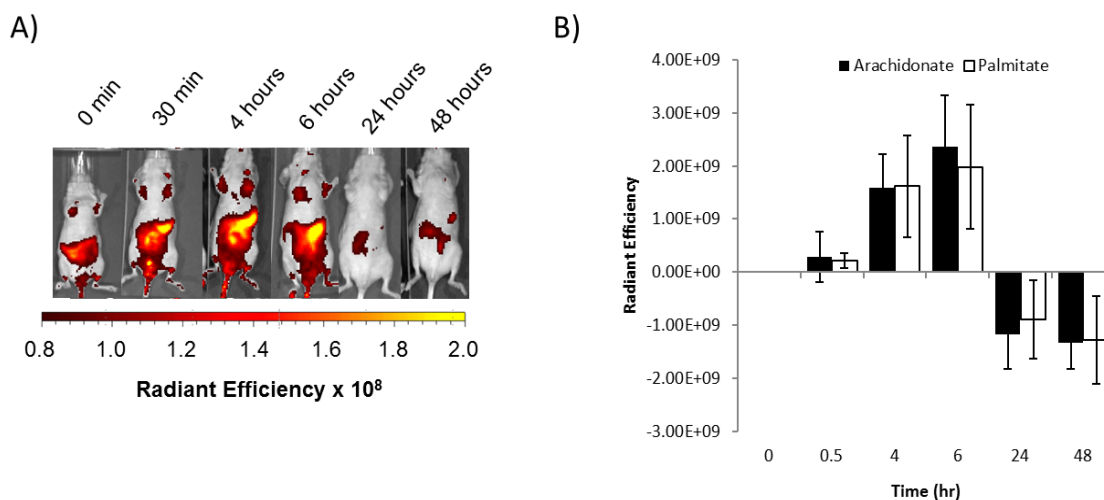 A)
0 min
30 min
4 hours
6 hours
24 hours
48 hours
0.8 1.0 1.2 1.4 1.6 1.8 2.0
Radiant Efficiency x 10⁸
B)
4.00E+09
3.00E+09
2.00E+09
1.00E+09
0.00E+00
-1.00E+09
-2.00E+09
-3.00E+09
Radiant Efficiency
Arachidonate Palmitate
0 0.5 4 6 24 48
Time (hr)